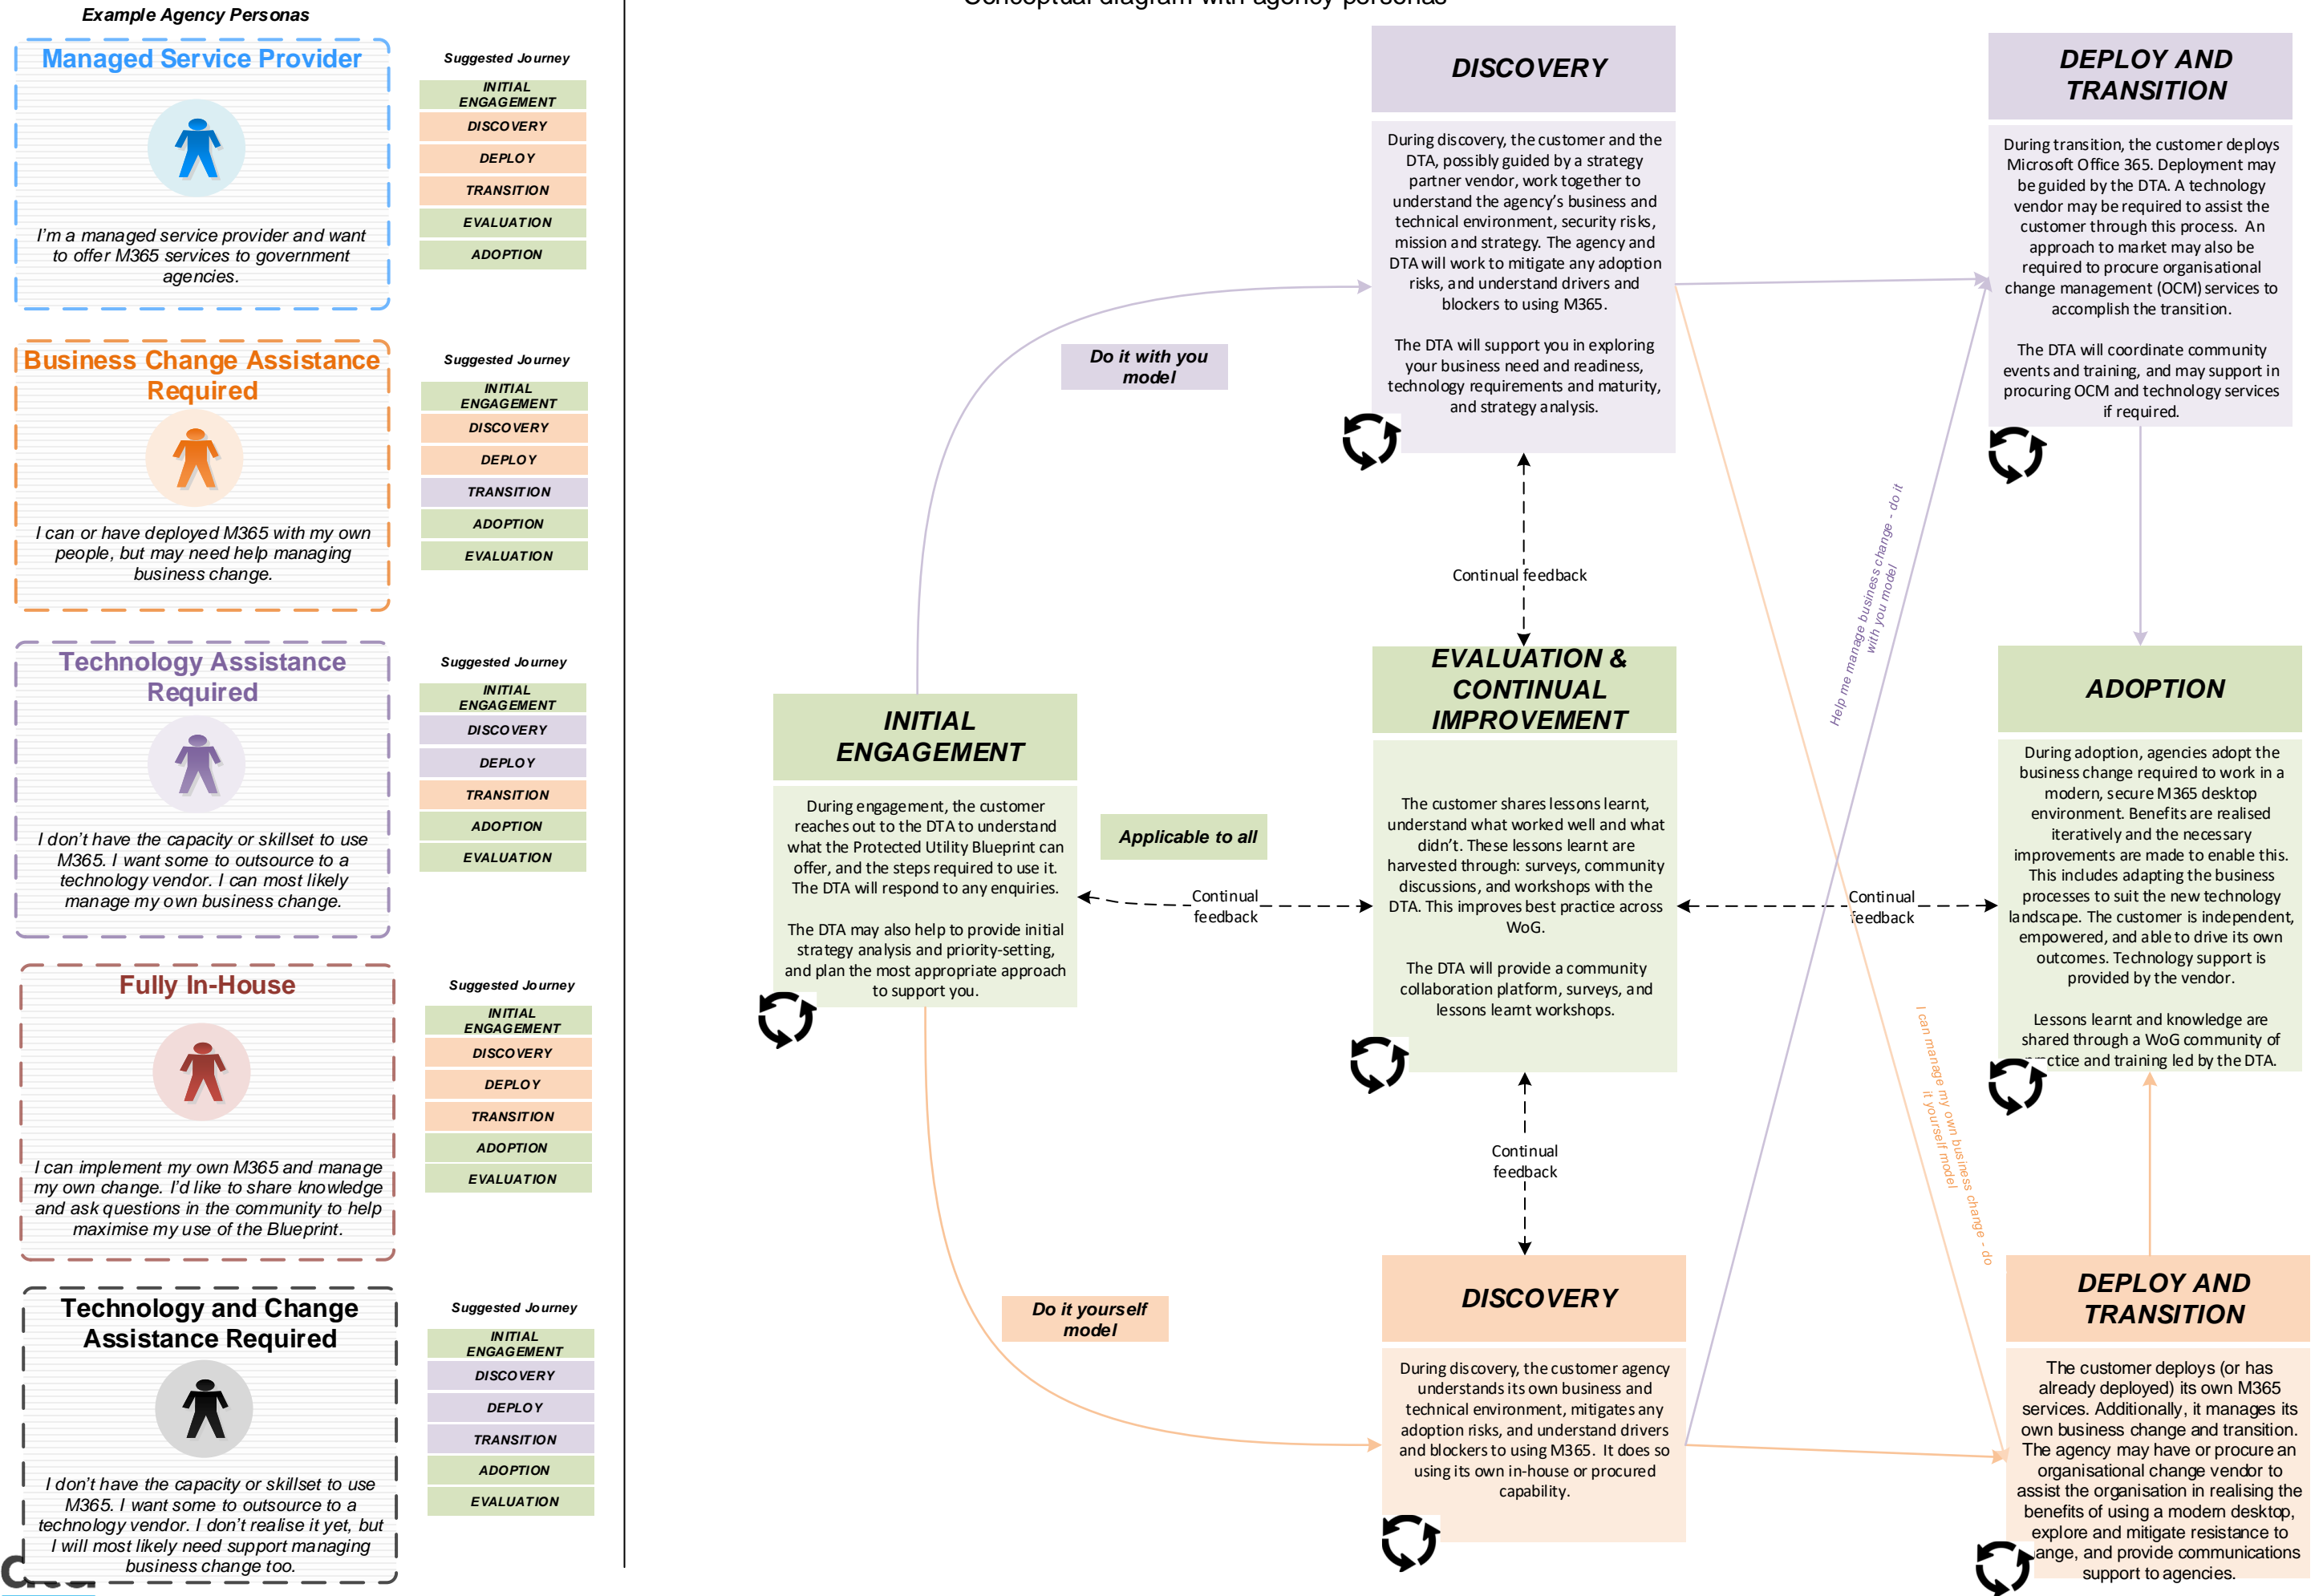 Example Agency Personas
Managed Service Provider
I'm a managed service provider and want
to offer M365 services to government
agencies.
Suggested Journey
INITIAL
ENGAGEMENT
DISCOVERY
DEPLOY
TRANSITION
EVALUATION
ADOPTION
Business Change Assistance
Required
I can or have deployed M365 with my own
people, but may need help managing
business change.
Suggested Journey
INITIAL
ENGAGEMENT
DISCOVERY
DEPLOY
TRANSITION
ADOPTION
EVALUATION
Technology Assistance
Required
I don't have the capacity or skillset to use
M365. I want some to outsource to a
technology vendor. I can most likely
manage my own business change.
Suggested Journey
INITIAL
ENGAGEMENT
DISCOVERY
DEPLOY
TRANSITION
ADOPTION
EVALUATION
Fully In-House
I can implement my own M365 and manage
my own change. I'd like to share knowledge
and ask questions in the community to help
maximise my use of the Blueprint.
Suggested Journey
INITIAL
ENGAGEMENT
DISCOVERY
DEPLOY
TRANSITION
ADOPTION
EVALUATION
Technology and Change
Assistance Required
I don't have the capacity or skillset to use
M365. I want some to outsource to a
technology vendor. I don't realise it yet, but
I will most likely need support managing
business change too.
Suggested Journey
INITIAL
ENGAGEMENT
DISCOVERY
DEPLOY
TRANSITION
ADOPTION
EVALUATION
Conceptual diagram with agency personas
INITIAL
ENGAGEMENT
During engagement, the customer
reaches out to the DTA to understand
what the Protected Utility Blueprint can
offer, and the steps required to use it.
The DTA will respond to any enquiries.
The DTA may also help to provide initial
strategy analysis and priority-setting,
and plan the most appropriate approach
to support you.
Do it with you
model
Applicable to all
Do it yourself
model
DISCOVERY
During discovery, the customer and the
DTA, possibly guided by a strategy
partner vendor, work together to
understand the agency's business and
technical environment, security risks,
mission and strategy. The agency and
DTA will work to mitigate any adoption
risks, and understand drivers and
blockers to using M365.
The DTA will support you in exploring
your business need and readiness,
technology requirements and maturity,
and strategy analysis.
Continual feedback
EVALUATION &
CONTINUAL
IMPROVEMENT
The customer shares lessons learnt,
understand what worked well and what
didn't. These lessons learnt are
harvested through: surveys, community
discussions, and workshops with the
DTA. This improves best practice across
WoG.
The DTA will provide a community
collaboration platform, surveys, and
lessons learnt workshops.
Continual
feedback
Continual
feedback
Continual
feedback
DISCOVERY
During discovery, the customer agency
understands its own business and
technical environment, mitigates any
adoption risks, and understand drivers
and blockers to using M365.  It does so
using its own in-house or procured
capability.
Help me manage business change - do it
with you model
I can manage my own business change - do
it yourself model
DEPLOY AND
TRANSITION
During transition, the customer deploys
Microsoft Office 365. Deployment may
be guided by the DTA. A technology
vendor may be required to assist the
customer through this process.  An
approach to market may also be
required to procure organisational
change management (OCM) services to
accomplish the transition.
The DTA will coordinate community
events and training, and may support in
procuring OCM and technology services
if required.
ADOPTION
During adoption, agencies adopt the
business change required to work in a
modern, secure M365 desktop
environment. Benefits are realised
iteratively and the necessary
improvements are made to enable this.
This includes adapting the business
processes to suit the new technology
landscape. The customer is independent,
empowered, and able to drive its own
outcomes. Technology support is
provided by the vendor.
Lessons learnt and knowledge are
shared through a WoG community of
practice and training led by the DTA.
DEPLOY AND
TRANSITION
The customer deploys (or has
already deployed) its own M365
services. Additionally, it manages its
own business change and transition.
The agency may have or procure an
organisational change vendor to
assist the organisation in realising the
benefits of using a modern desktop,
explore and mitigate resistance to
change, and provide communications
support to agencies.